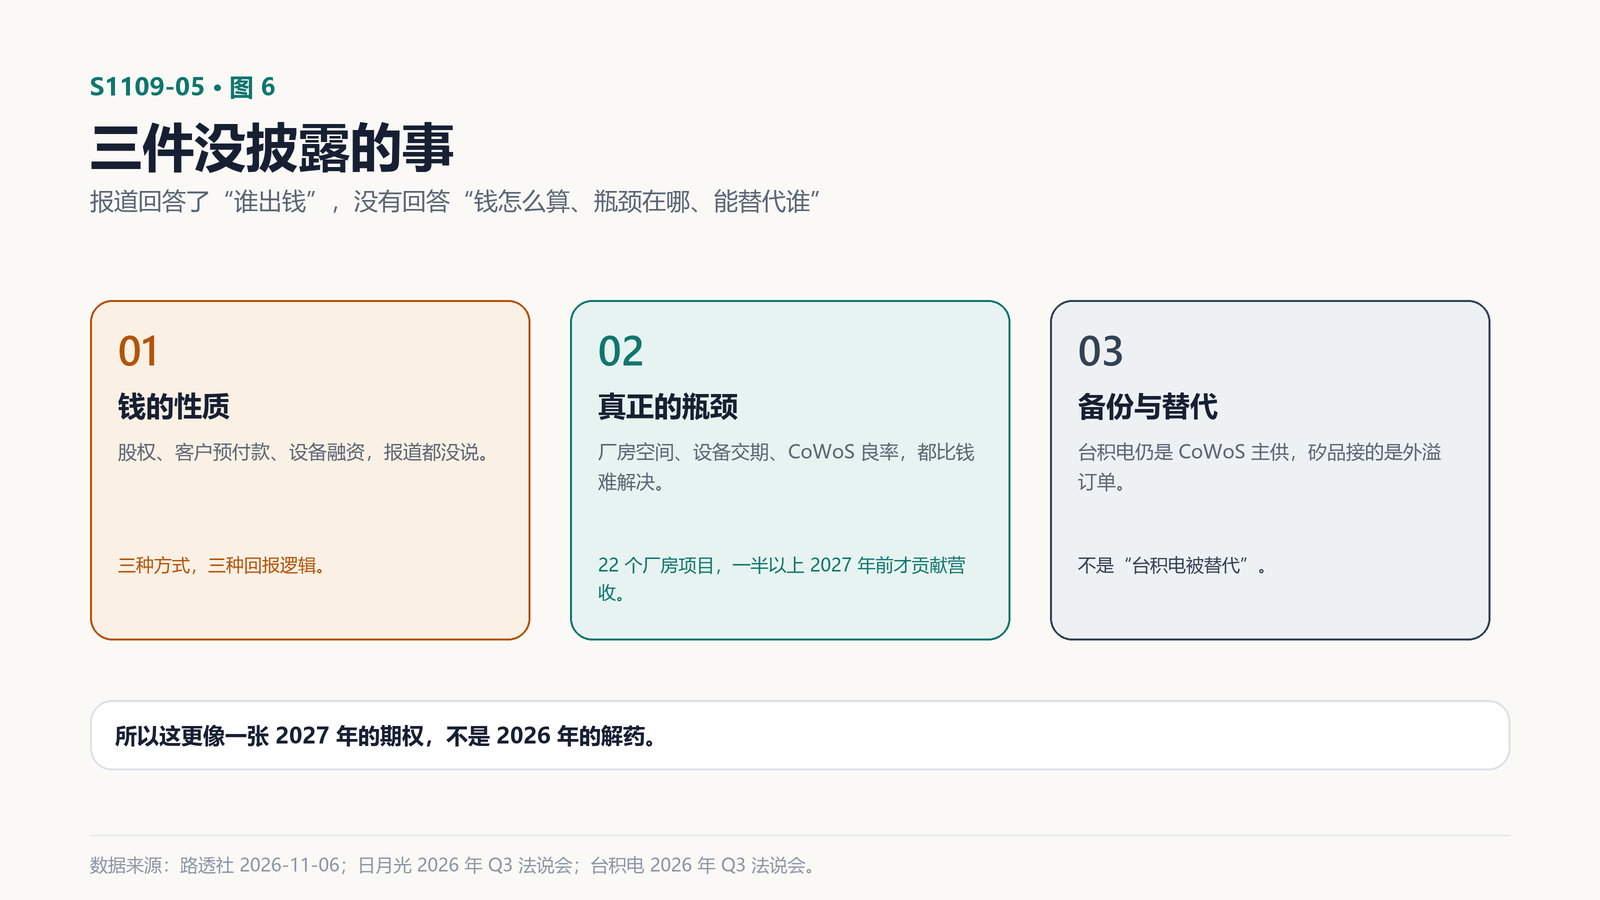 S1109-05 • 图 6
三件没披露的事
报道回答了“谁出钱”，没有回答“钱怎么算、瓶颈在哪、能替代谁”
01
钱的性质
股权、客户预付款、设备融资，报道都没说。
三种方式，三种回报逻辑。
02
真正的瓶颈
厂房空间、设备交期、CoWoS 良率，都比钱
难解决。
22 个厂房项目，一半以上 2027 年前才贡献营
收。
03
备份与替代
台积电仍是 CoWoS 主供，矽品接的是外溢
订单。
不是“台积电被替代”。
所以这更像一张 2027 年的期权，不是 2026 年的解药。
数据来源：路透社 2026-11-06；日月光 2026 年 Q3 法说会；台积电 2026 年 Q3 法说会。